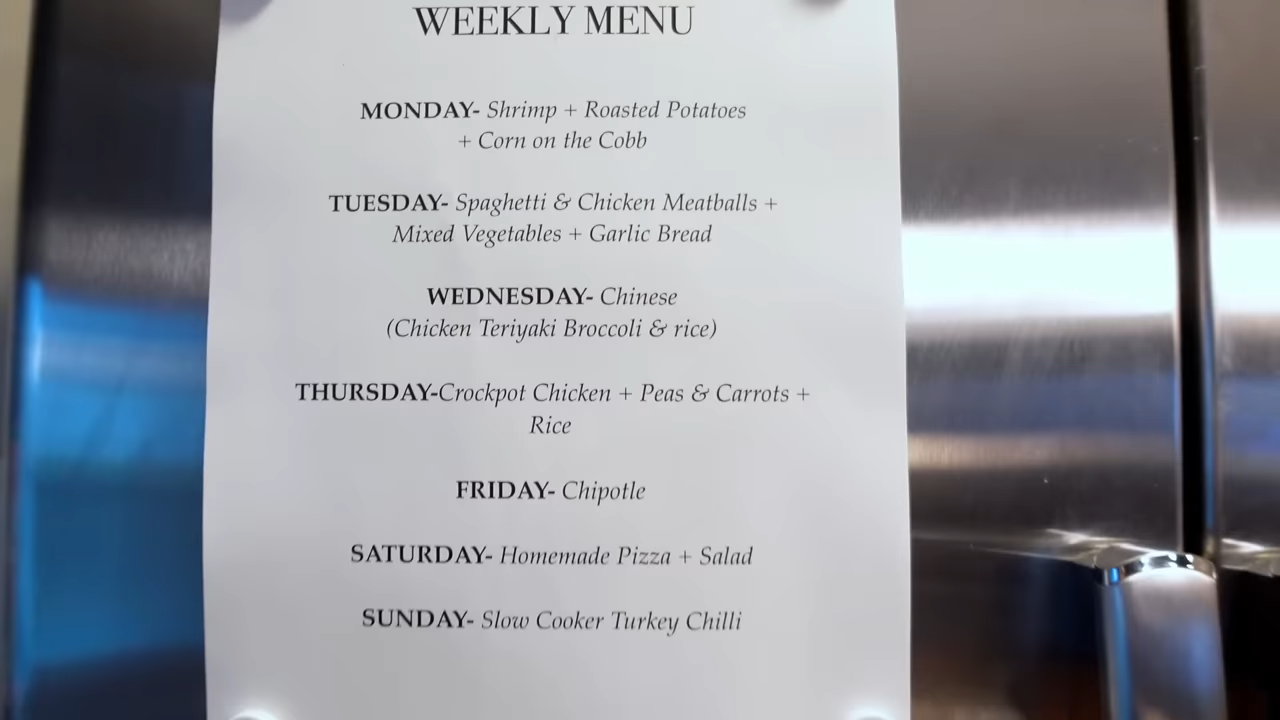 WEEKLY MENU
MONDAY- Shrimp + Roasted Potatoes
+ Corn on the Cobb
TUESDAY- Spaghetti & Chicken Meatballs +
Mixed Vegetables + Garlic Bread
WEDNESDAY- Chinese
(Chicken Teriyaki Broccoli & rice)
THURSDAY-Crockpot Chicken + Peas & Carrots +
Rice
FRIDAY- Chipotle
SATURDAY- Homemade Pizza + Salad
SUNDAY- Slow Cooker Turkey Chilli